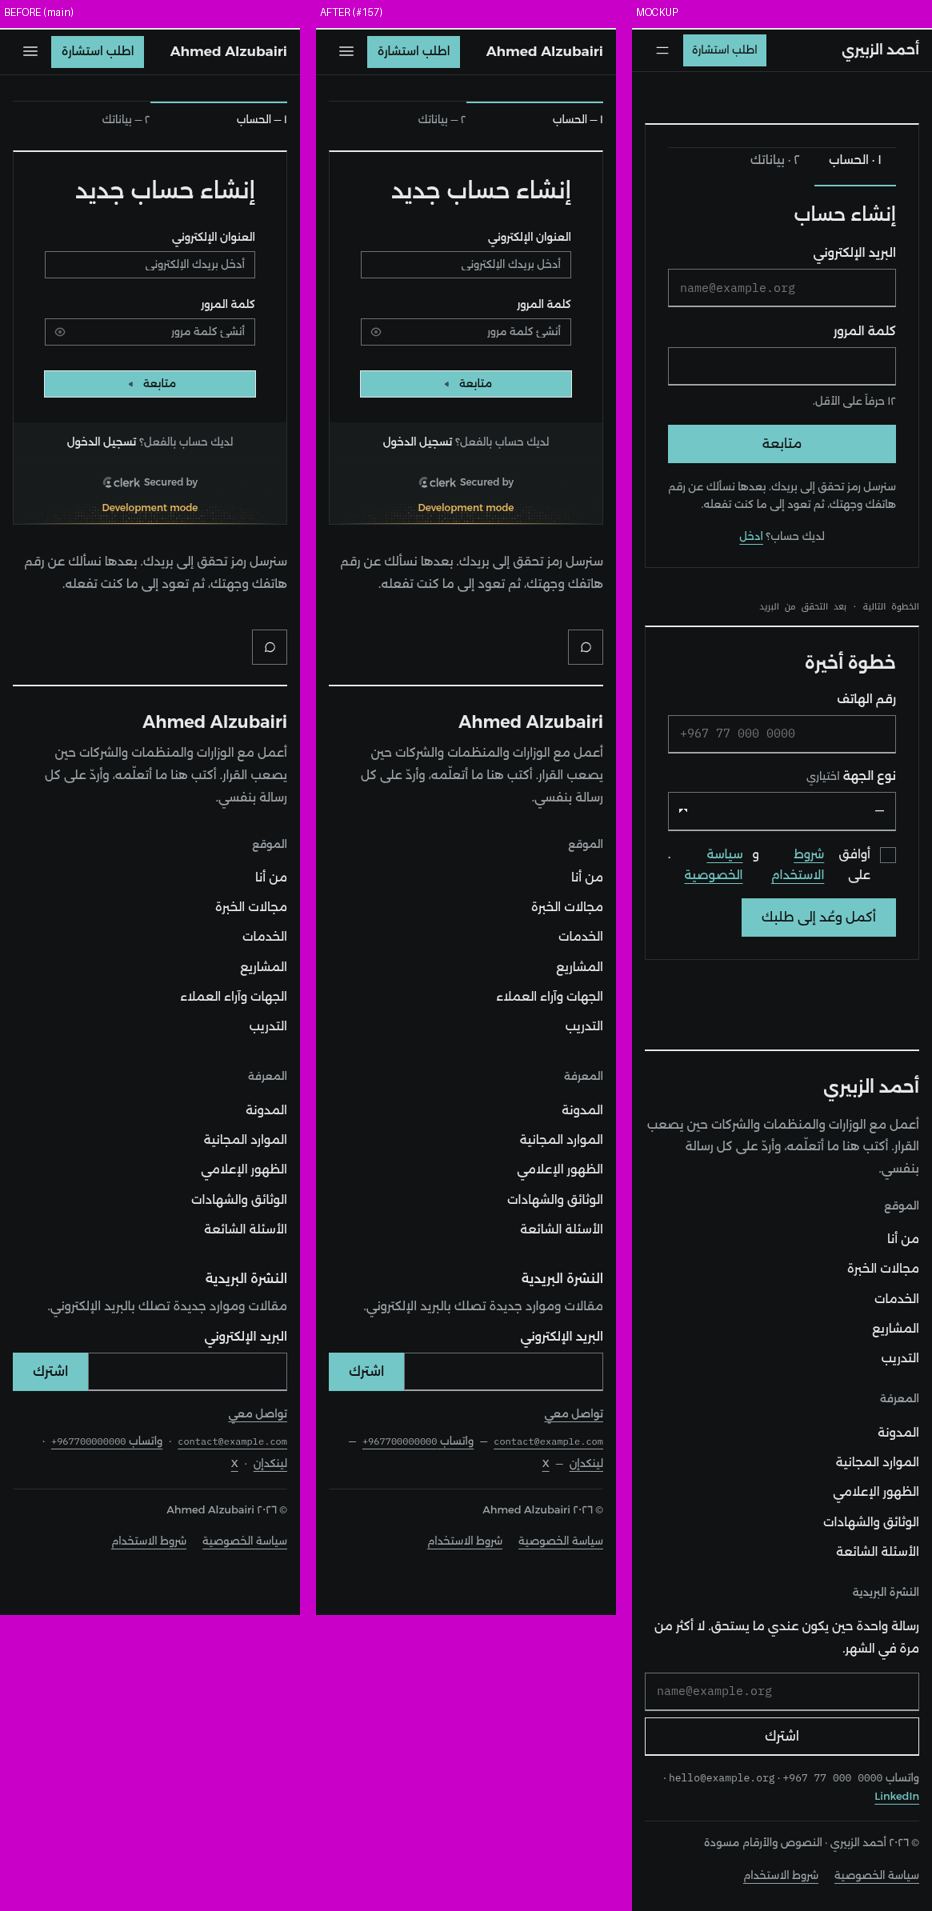 BEFORE (main)
Ahmed Alzubairi
اطلب استشارة
١ — الحساب
٢ — بياناتك
إنشاء حساب جديد
العنوان الإلكتروني
أدخل بريدك الإلكتروني
كلمة المرور
أنشئ كلمة مرور
متابعة
لديك حساب بالفعل؟ تسجيل الدخول
Secured by clerk
Development mode
سنرسل رمز تحقق إلى بريدك. بعدها نسألك عن رقم
هاتفك وجهتك، ثم تعود إلى ما كنت تفعله.
Ahmed Alzubairi
أعمل مع الوزارات والمنظمات والشركات حين
يصعب القرار. أكتب هنا ما أتعلّمه، وأردّ على كل
رسالة بنفسي.
الموقع
من أنا
مجالات الخبرة
الخدمات
المشاريع
الجهات وآراء العملاء
التدريب
المعرفة
المدونة
الموارد المجانية
الظهور الإعلامي
الوثائق والشهادات
الأسئلة الشائعة
النشرة البريدية
مقالات وموارد جديدة تصلك بالبريد الإلكتروني.
البريد الإلكتروني
اشترك
تواصل معي
contact@example.com · واتساب +967700000000 ·
لينكدإن · X
© ٢٠٢٦ Ahmed Alzubairi
سياسة الخصوصية
شروط الاستخدام
AFTER (#157)
Ahmed Alzubairi
اطلب استشارة
١ — الحساب
٢ — بياناتك
إنشاء حساب جديد
العنوان الإلكتروني
أدخل بريدك الإلكتروني
كلمة المرور
أنشئ كلمة مرور
متابعة
لديك حساب بالفعل؟ تسجيل الدخول
Secured by clerk
Development mode
سنرسل رمز تحقق إلى بريدك. بعدها نسألك عن رقم
هاتفك وجهتك، ثم تعود إلى ما كنت تفعله.
Ahmed Alzubairi
أعمل مع الوزارات والمنظمات والشركات حين
يصعب القرار. أكتب هنا ما أتعلّمه، وأردّ على كل
رسالة بنفسي.
الموقع
من أنا
مجالات الخبرة
الخدمات
المشاريع
الجهات وآراء العملاء
التدريب
المعرفة
المدونة
الموارد المجانية
الظهور الإعلامي
الوثائق والشهادات
الأسئلة الشائعة
النشرة البريدية
مقالات وموارد جديدة تصلك بالبريد الإلكتروني.
البريد الإلكتروني
اشترك
تواصل معي
contact@example.com — واتساب +967700000000 —
لينكدإن — X
© ٢٠٢٦ Ahmed Alzubairi
سياسة الخصوصية
شروط الاستخدام
MOCKUP
أحمد الزبيري
اطلب استشارة
١ · الحساب
٢ · بياناتك
إنشاء حساب
البريد الإلكتروني
name@example.org
كلمة المرور
١٢ حرفاً على الأقل.
متابعة
سنرسل رمز تحقق إلى بريدك. بعدها نسألك عن رقم
هاتفك وجهتك، ثم تعود إلى ما كنت تفعله.
لديك حساب؟ ادخل
الخطوة التالية · بعد التحقق من البريد
خطوة أخيرة
رقم الهاتف
+967 77 000 0000
نوع الجهة اختياري
—
أوافق على شروط الاستخدام و سياسة الخصوصية .
أكمل وعُد إلى طلبك
أحمد الزبيري
أعمل مع الوزارات والمنظمات والشركات حين يصعب
القرار. أكتب هنا ما أتعلّمه، وأردّ على كل رسالة
بنفسي.
الموقع
من أنا
مجالات الخبرة
الخدمات
المشاريع
التدريب
المعرفة
المدونة
الموارد المجانية
الظهور الإعلامي
الوثائق والشهادات
الأسئلة الشائعة
النشرة البريدية
رسالة واحدة حين يكون عندي ما يستحق. لا أكثر من
مرة في الشهر.
name@example.org
اشترك
واتساب +967 77 000 0000 · hello@example.org ·
LinkedIn
© ٢٠٢٦ أحمد الزبيري · النصوص والأرقام مسودة
سياسة الخصوصية
شروط الاستخدام